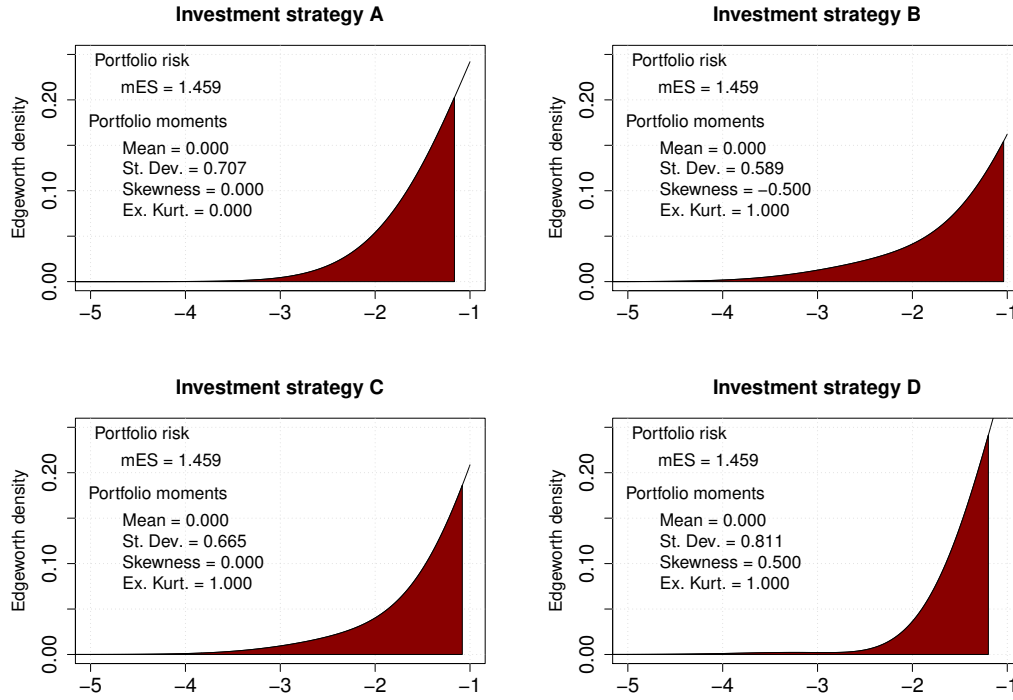 Investment strategy A
Portfolio risk
mES = 1.459
Portfolio moments
Mean = 0.000
St. Dev. = 0.707
Skewness = 0.000
Ex. Kurt. = 0.000
Edgeworth density
0.00
0.10
0.20
−5 −4 −3 −2 −1
Investment strategy B
Portfolio risk
mES = 1.459
Portfolio moments
Mean = 0.000
St. Dev. = 0.589
Skewness = −0.500
Ex. Kurt. = 1.000
Edgeworth density
0.00
0.10
0.20
−5 −4 −3 −2 −1
Investment strategy C
Portfolio risk
mES = 1.459
Portfolio moments
Mean = 0.000
St. Dev. = 0.665
Skewness = 0.000
Ex. Kurt. = 1.000
Edgeworth density
0.00
0.10
0.20
−5 −4 −3 −2 −1
Investment strategy D
Portfolio risk
mES = 1.459
Portfolio moments
Mean = 0.000
St. Dev. = 0.811
Skewness = 0.500
Ex. Kurt. = 1.000
Edgeworth density
0.00
0.10
0.20
−5 −4 −3 −2 −1